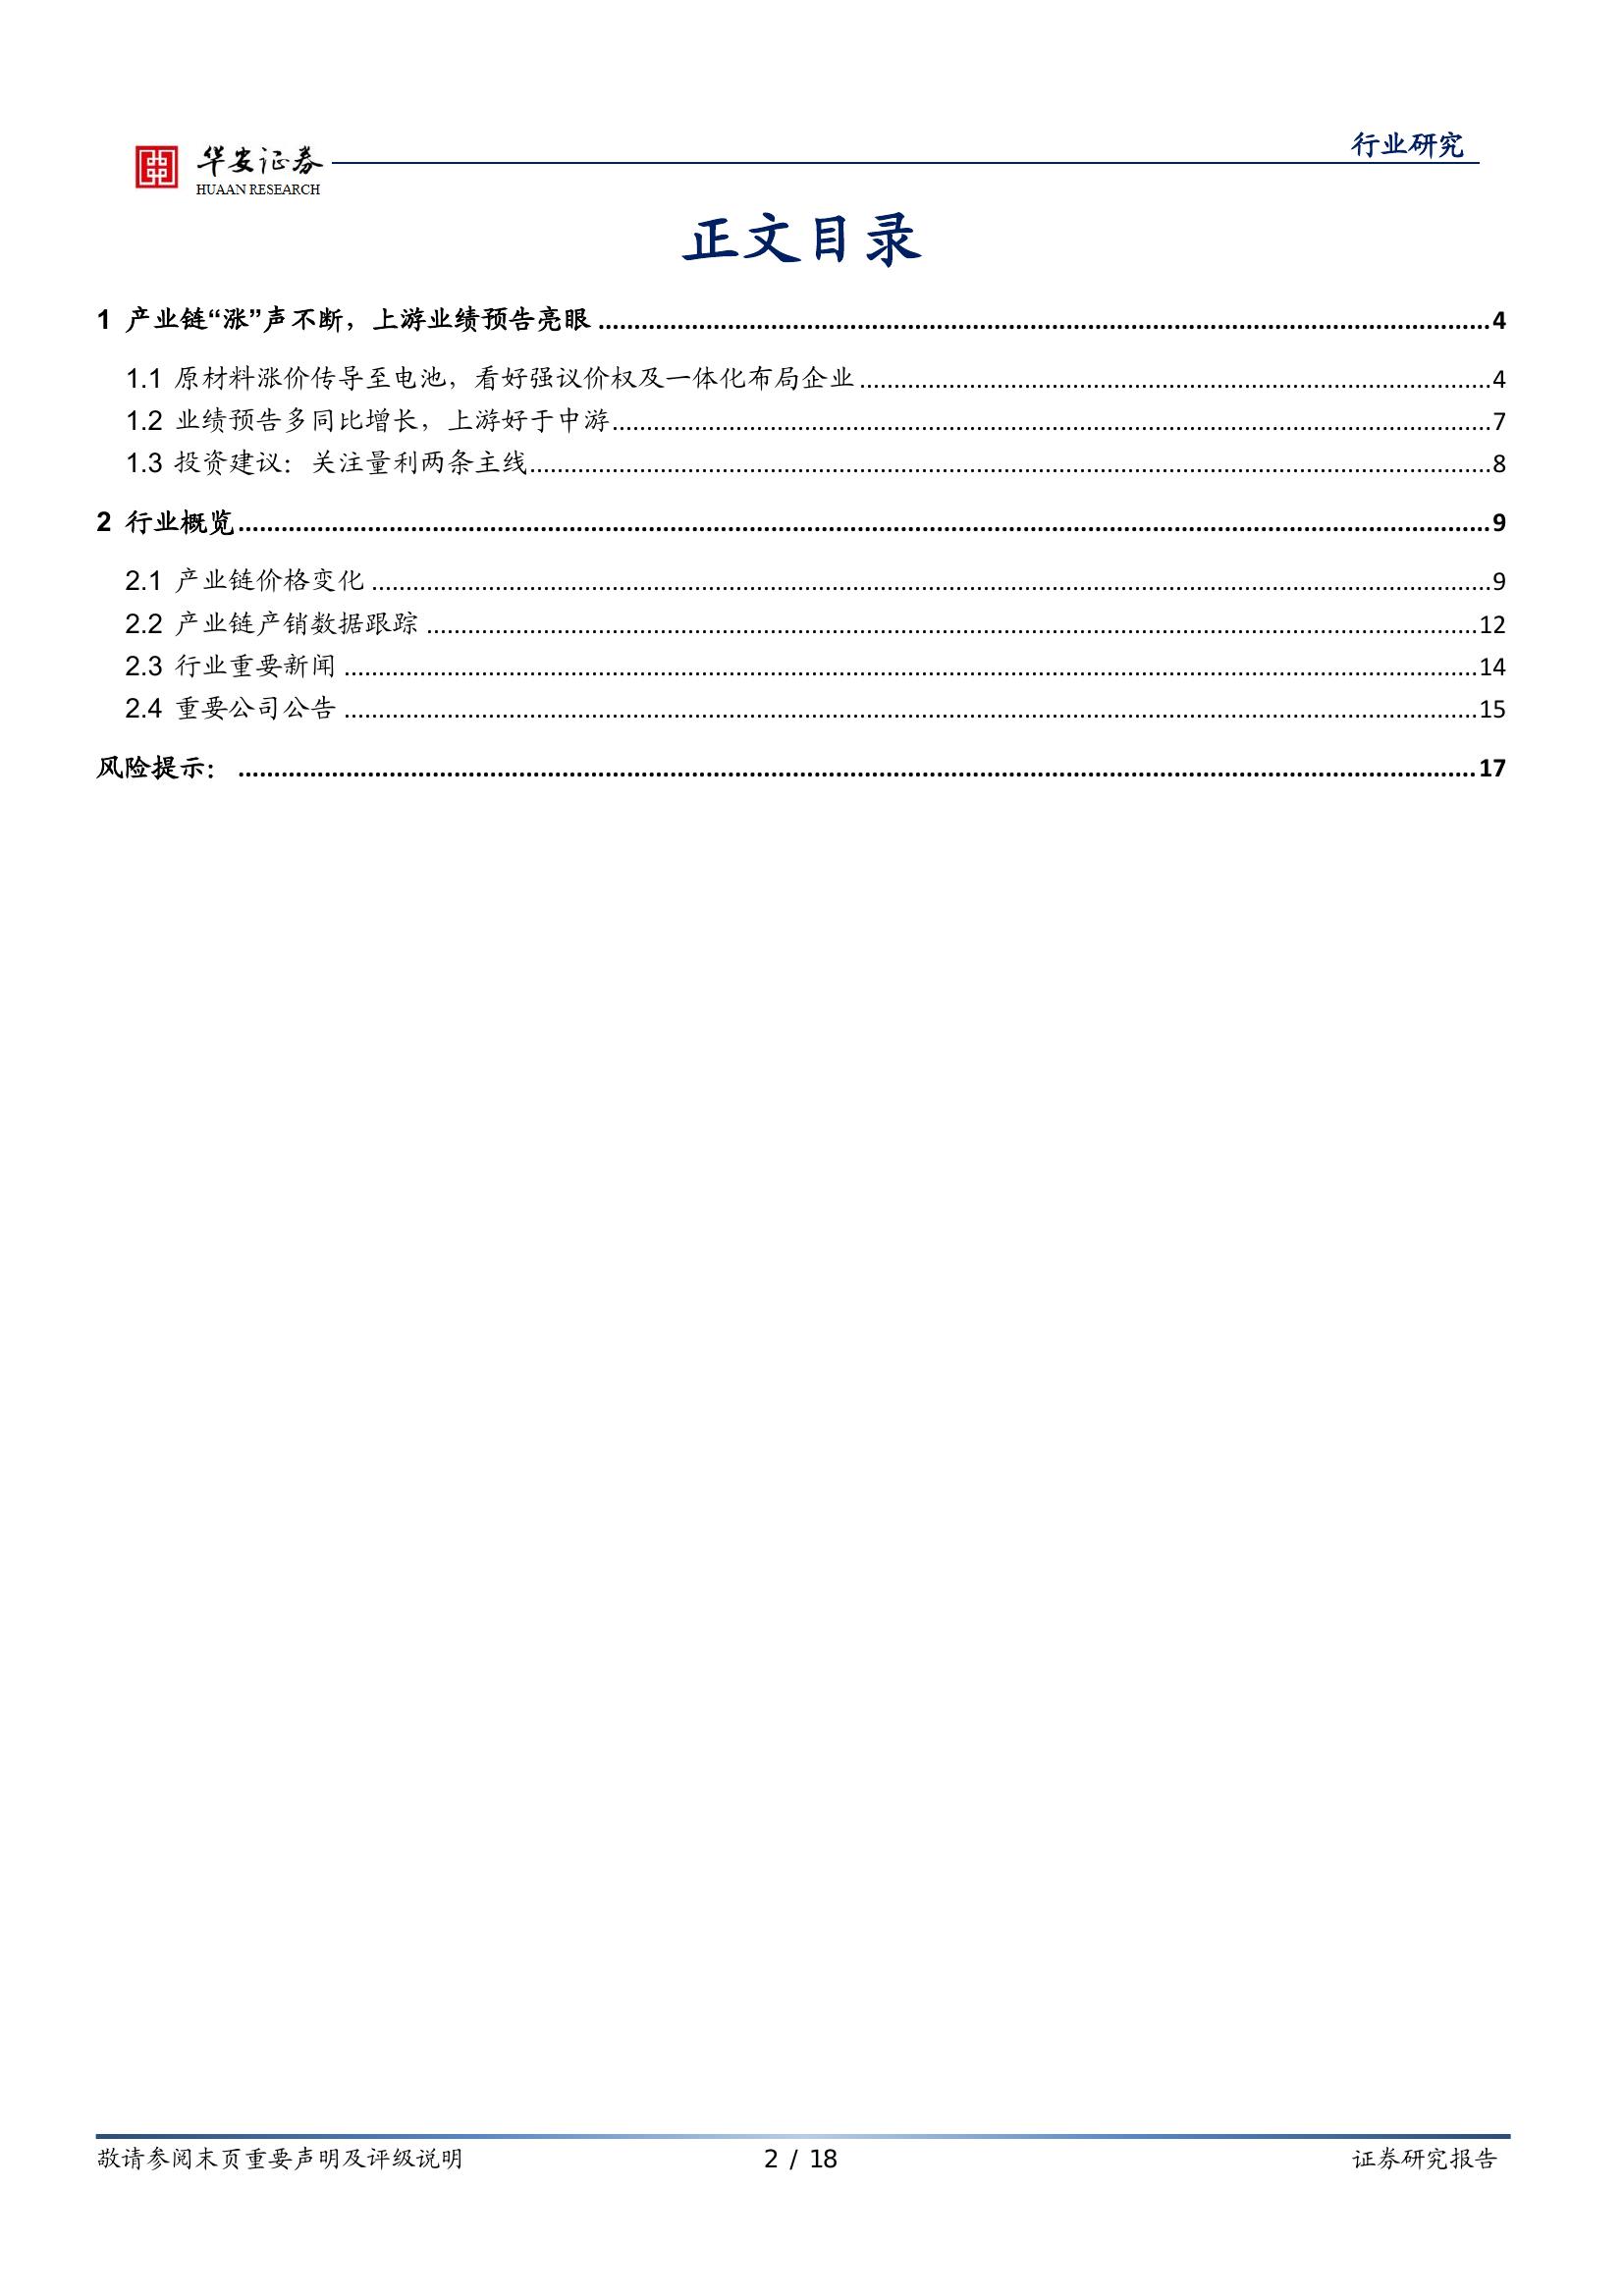 华安证券
HUAAN RESEARCH
行业研究
正文目录
1 产业链“涨”声不断，上游业绩预告亮眼 ........ 4
1.1 原材料涨价传导至电池，看好强议价权及一体化布局企业 ........ 4
1.2 业绩预告多同比增长，上游好于中游 ........ 7
1.3 投资建议：关注量利两条主线 ........ 8
2 行业概览 ........ 9
2.1 产业链价格变化 ........ 9
2.2 产业链产销数据跟踪 ........ 12
2.3 行业重要新闻 ........ 14
2.4 重要公司公告 ........ 15
风险提示： ........ 17
敬请参阅末页重要声明及评级说明 2 / 18 证券研究报告